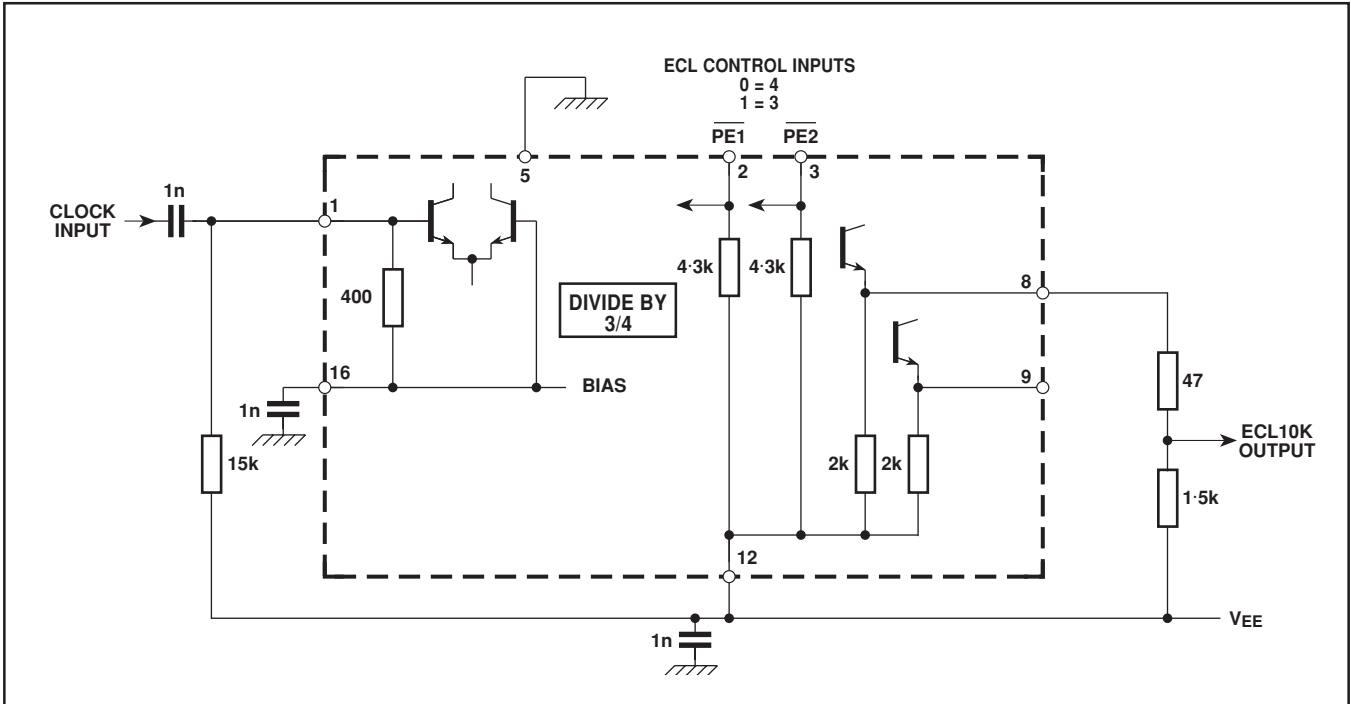 ECL CONTROL INPUTS
0 = 4
1 = 3
PE1
PE2
2
3
5
1n
CLOCK
INPUT
1
4·3k
4·3k
400
DIVIDE BY
3/4
8
16
BIAS
9
47
1n
15k
2k
2k
ECL10K
OUTPUT
1·5k
12
VEE
1n